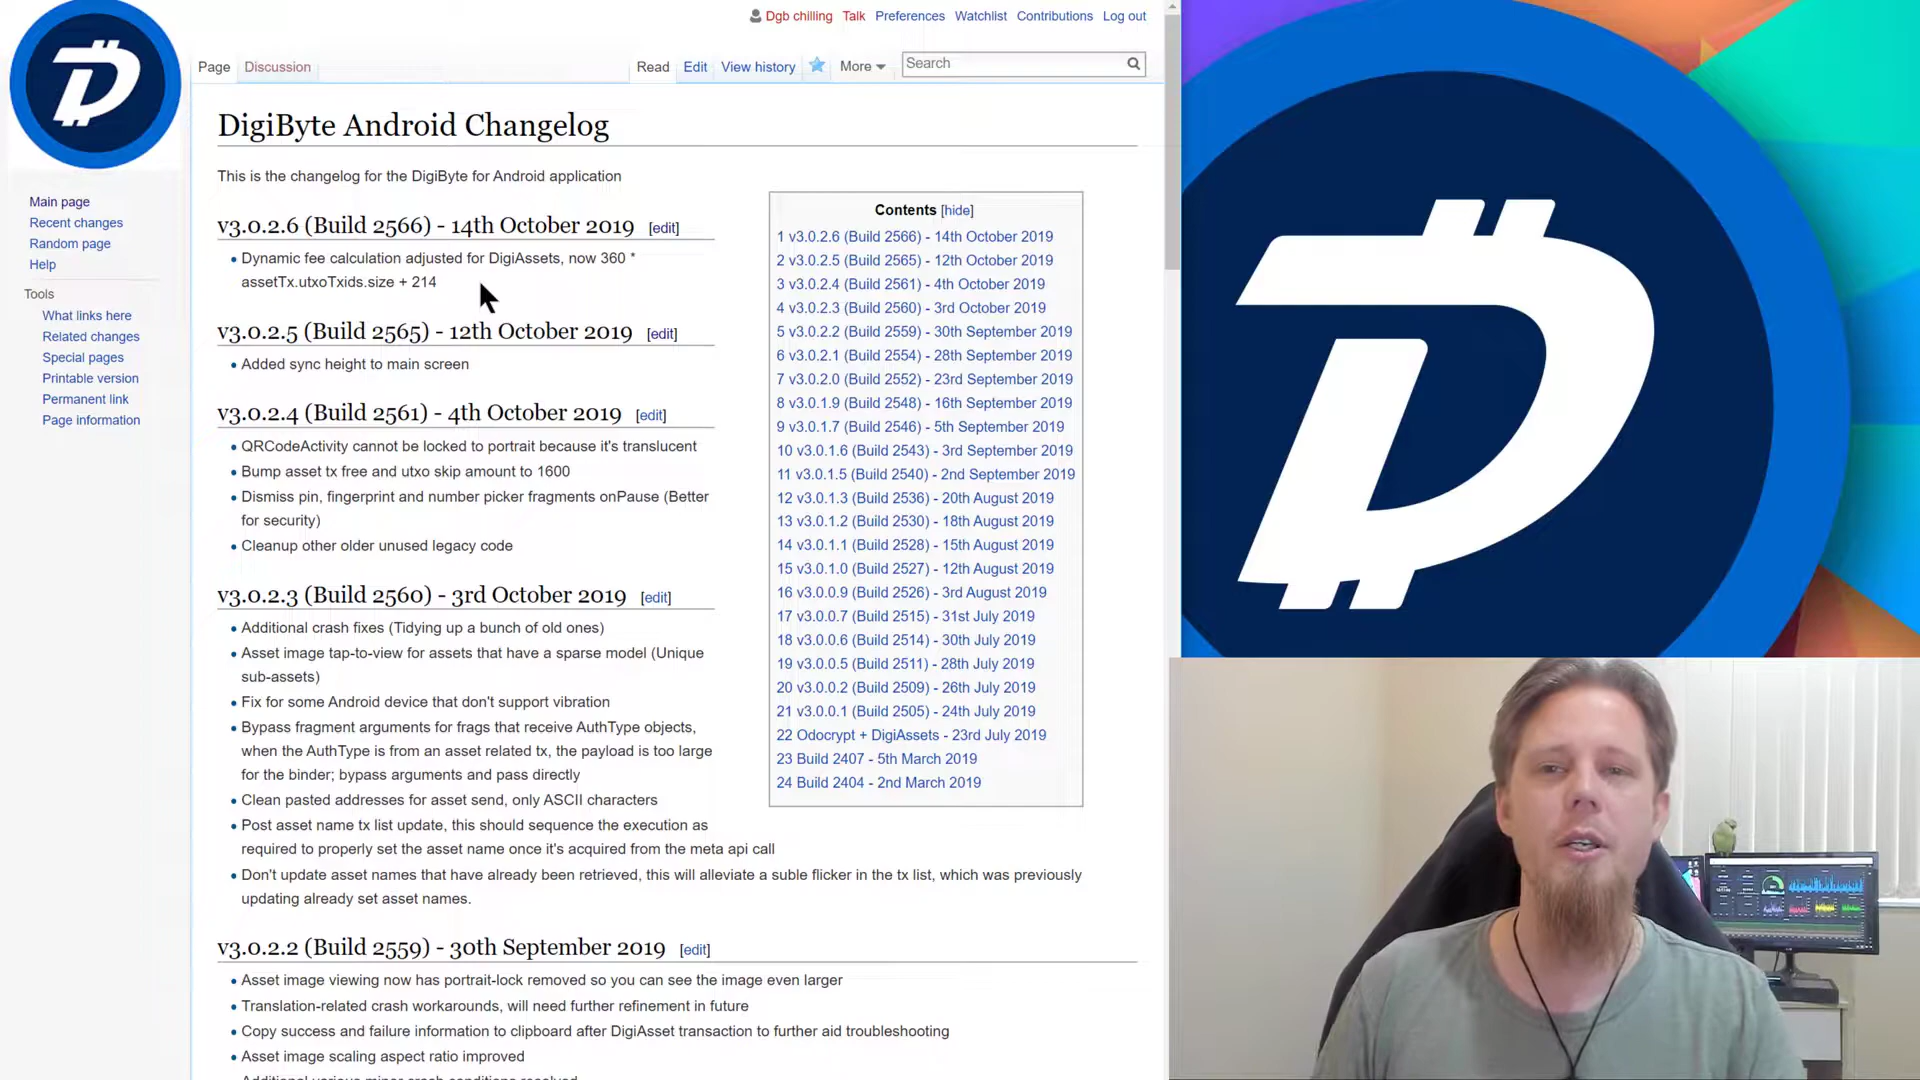 Dgb chilling Talk Preferences Watchlist Contributions Log out
Page Discussion Read Edit View history More Search
DigiByte Android Changelog
This is the changelog for the DigiByte for Android application
Main page
Recent changes
Random page
Help
Tools
What links here
Related changes
Special pages
Printable version
Permanent link
Page information
v3.0.2.6 (Build 2566) - 14th October 2019 [edit]
Dynamic fee calculation adjusted for DigiAssets, now 360 *
assetTx.utxoTxids.size + 214
v3.0.2.5 (Build 2565) - 12th October 2019 [edit]
Added sync height to main screen
v3.0.2.4 (Build 2561) - 4th October 2019 [edit]
QRCodeActivity cannot be locked to portrait because it's translucent
Bump asset tx free and utxo skip amount to 1600
Dismiss pin, fingerprint and number picker fragments onPause (Better
for security)
Cleanup other older unused legacy code
v3.0.2.3 (Build 2560) - 3rd October 2019 [edit]
Additional crash fixes (Tidying up a bunch of old ones)
Asset image tap-to-view for assets that have a sparse model (Unique
sub-assets)
Fix for some Android device that don't support vibration
Bypass fragment arguments for frags that receive AuthType objects,
when the AuthType is from an asset related tx, the payload is too large
for the binder; bypass arguments and pass directly
Clean pasted addresses for asset send, only ASCII characters
Post asset name tx list update, this should sequence the execution as
required to properly set the asset name once it's acquired from the meta api call
Don't update asset names that have already been retrieved, this will alleviate a suble flicker in the tx list, which was previously
updating already set asset names.
v3.0.2.2 (Build 2559) - 30th September 2019 [edit]
Asset image viewing now has portrait-lock removed so you can see the image even larger
Translation-related crash workarounds, will need further refinement in future
Copy success and failure information to clipboard after DigiAsset transaction to further aid troubleshooting
Asset image scaling aspect ratio improved
Additional various minor crash conditions resolved
Contents [hide]
1 v3.0.2.6 (Build 2566) - 14th October 2019
2 v3.0.2.5 (Build 2565) - 12th October 2019
3 v3.0.2.4 (Build 2561) - 4th October 2019
4 v3.0.2.3 (Build 2560) - 3rd October 2019
5 v3.0.2.2 (Build 2559) - 30th September 2019
6 v3.0.2.1 (Build 2554) - 28th September 2019
7 v3.0.2.0 (Build 2552) - 23rd September 2019
8 v3.0.1.9 (Build 2548) - 16th September 2019
9 v3.0.1.7 (Build 2546) - 5th September 2019
10 v3.0.1.6 (Build 2543) - 3rd September 2019
11 v3.0.1.5 (Build 2540) - 2nd September 2019
12 v3.0.1.3 (Build 2536) - 20th August 2019
13 v3.0.1.2 (Build 2530) - 18th August 2019
14 v3.0.1.1 (Build 2528) - 15th August 2019
15 v3.0.1.0 (Build 2527) - 12th August 2019
16 v3.0.0.9 (Build 2526) - 3rd August 2019
17 v3.0.0.7 (Build 2515) - 31st July 2019
18 v3.0.0.6 (Build 2514) - 30th July 2019
19 v3.0.0.5 (Build 2511) - 28th July 2019
20 v3.0.0.2 (Build 2509) - 26th July 2019
21 v3.0.0.1 (Build 2505) - 24th July 2019
22 Odocrypt + DigiAssets - 23rd July 2019
23 Build 2407 - 5th March 2019
24 Build 2404 - 2nd March 2019